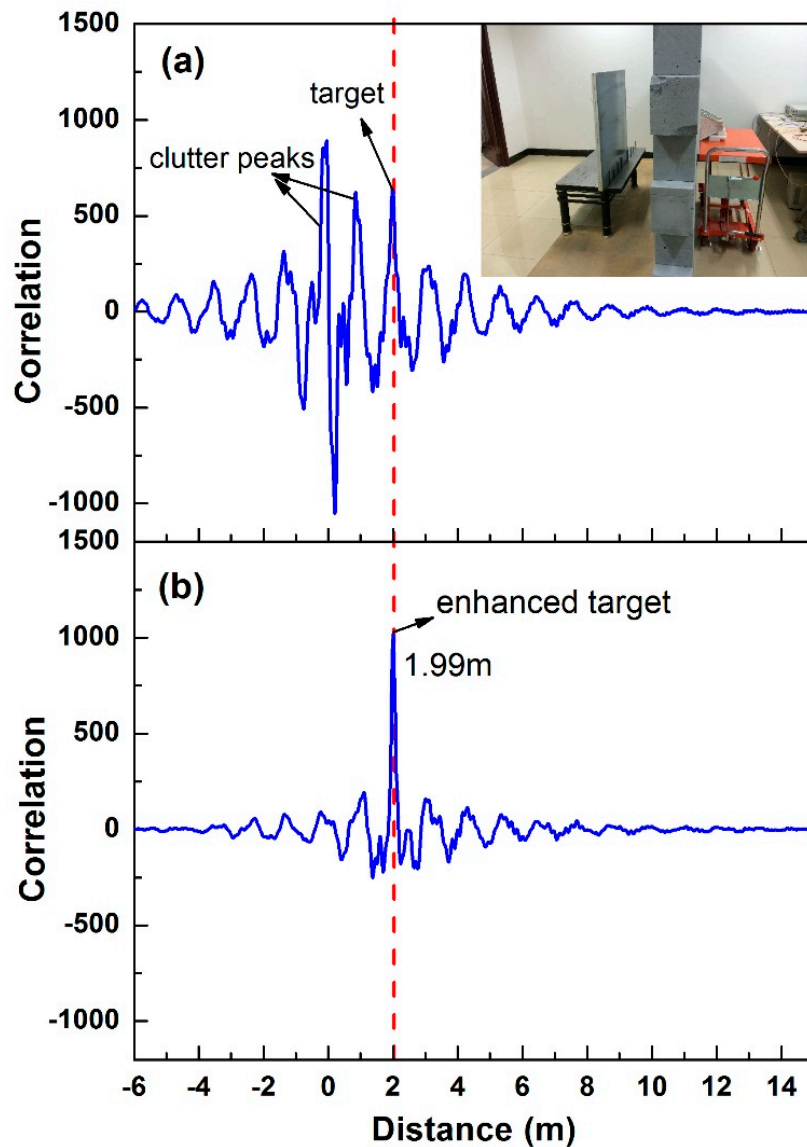 1500
(a)
target
1000
clutter peaks
500
0
-500
-1000
Correlation
1500
(b)
enhanced target
1000
1.99m
500
0
-500
-1000
Correlation
-6 -4 -2 0 2 4 6 8 10 12 14
Distance (m)